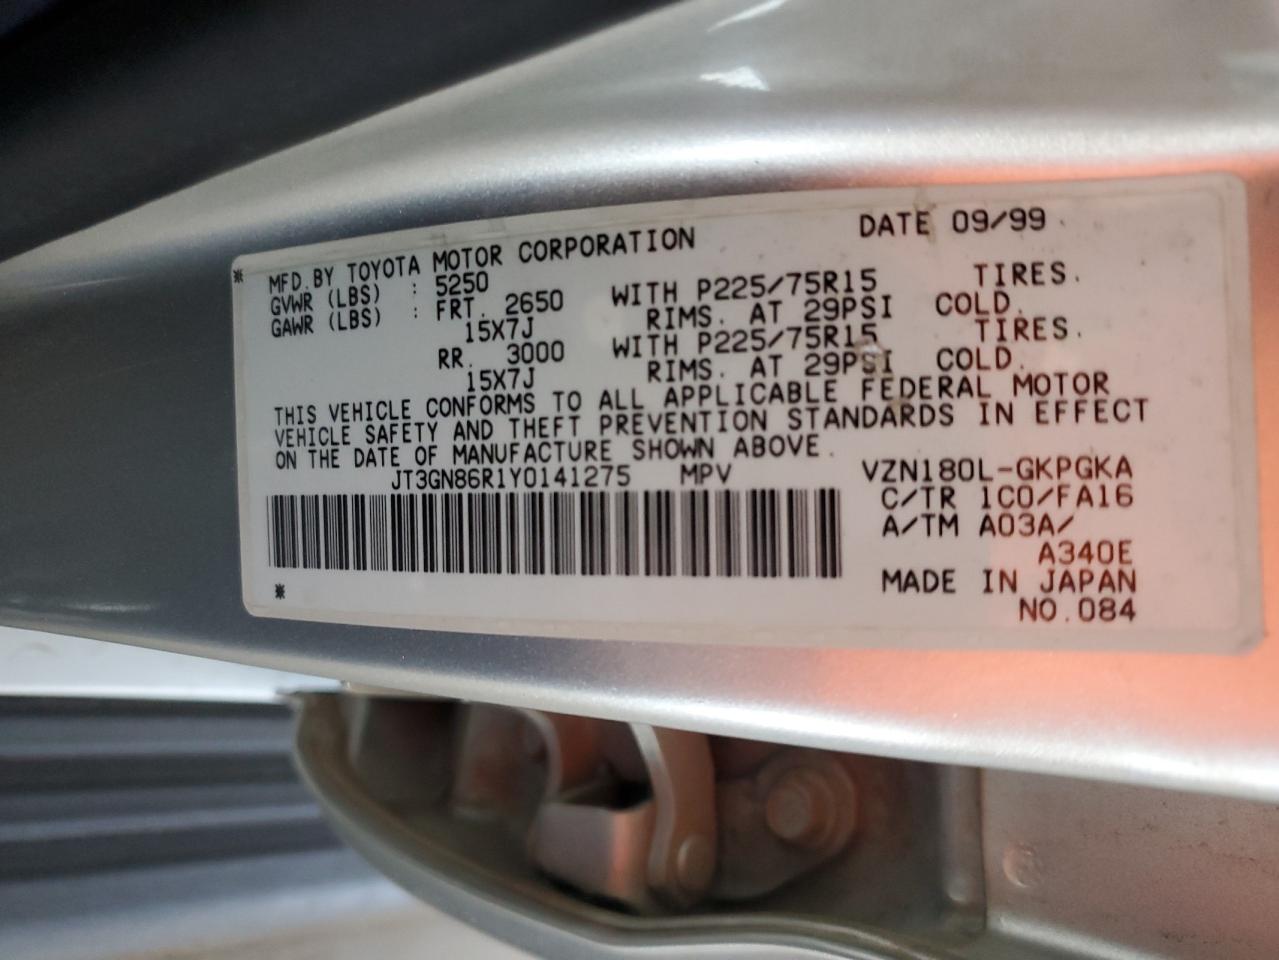 DATE 09/99
* MFD. BY TOYOTA MOTOR CORPORATION
GVWR (LBS) : 5250
GAWR (LBS) : FRT. 2650 WITH P225/75R15 TIRES.
15X7J RIMS. AT 29PSI COLD.
RR. 3000 WITH P225/75R15 TIRES.
15X7J RIMS. AT 29PSI COLD.
THIS VEHICLE CONFORMS TO ALL APPLICABLE FEDERAL MOTOR
VEHICLE SAFETY AND THEFT PREVENTION STANDARDS IN EFFECT
ON THE DATE OF MANUFACTURE SHOWN ABOVE.
JT3GN86R1Y0141275 MPV VZN180L-GKPGKA
C/TR 1C0/FA16
A/TM A03A/
A340E
* MADE IN JAPAN
NO.084